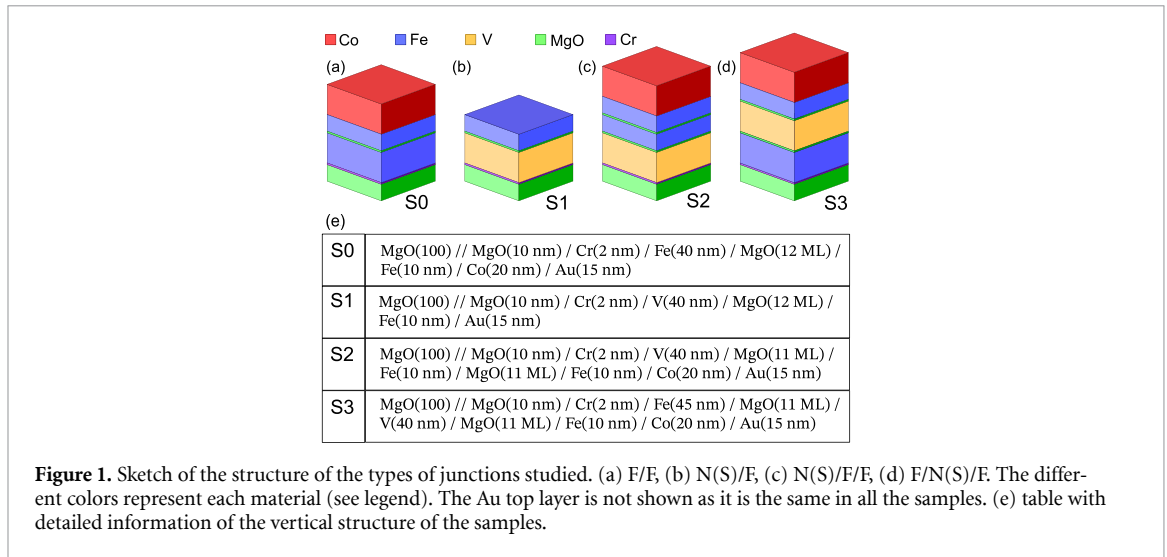 Co Fe V MgO Cr
(a) (b) (c) (d)
S0 S1 S2 S3
(e)
S0 MgO(100) // MgO(10 nm) / Cr(2 nm) / Fe(40 nm) / MgO(12 ML) /
Fe(10 nm) / Co(20 nm) / Au(15 nm)
S1 MgO(100) // MgO(10 nm) / Cr(2 nm) / V(40 nm) / MgO(12 ML) /
Fe(10 nm) / Au(15 nm)
S2 MgO(100) // MgO(10 nm) / Cr(2 nm) / V(40 nm) / MgO(11 ML) /
Fe(10 nm) / MgO(11 ML) / Fe(10 nm) / Co(20 nm) / Au(15 nm)
S3 MgO(100) // MgO(10 nm) / Cr(2 nm) / Fe(45 nm) / MgO(11 ML) /
V(40 nm) / MgO(11 ML) / Fe(10 nm) / Co(20 nm) / Au(15 nm)
Figure 1. Sketch of the structure of the types of junctions studied. (a) F/F, (b) N(S)/F, (c) N(S)/F/F, (d) F/N(S)/F. The differ-
ent colors represent each material (see legend). The Au top layer is not shown as it is the same in all the samples. (e) table with
detailed information of the vertical structure of the samples.